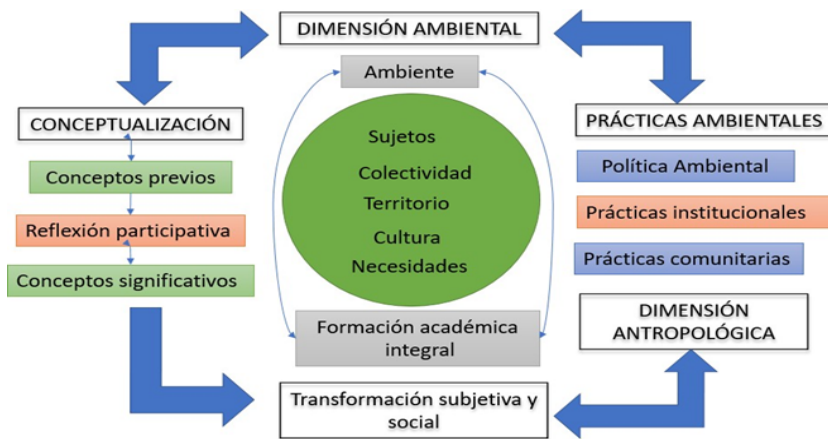 DIMENSIÓN AMBIENTAL
Ambiente
CONCEPTUALIZACIÓN
Conceptos previos
Reflexión participativa
Conceptos significativos
Sujetos
Colectividad
Territorio
Cultura
Necesidades
Formación académica
integral
PRÁCTICAS AMBIENTALES
Política Ambiental
Prácticas institucionales
Prácticas comunitarias
DIMENSIÓN
ANTROPOLÓGICA
Transformación subjetiva y
social